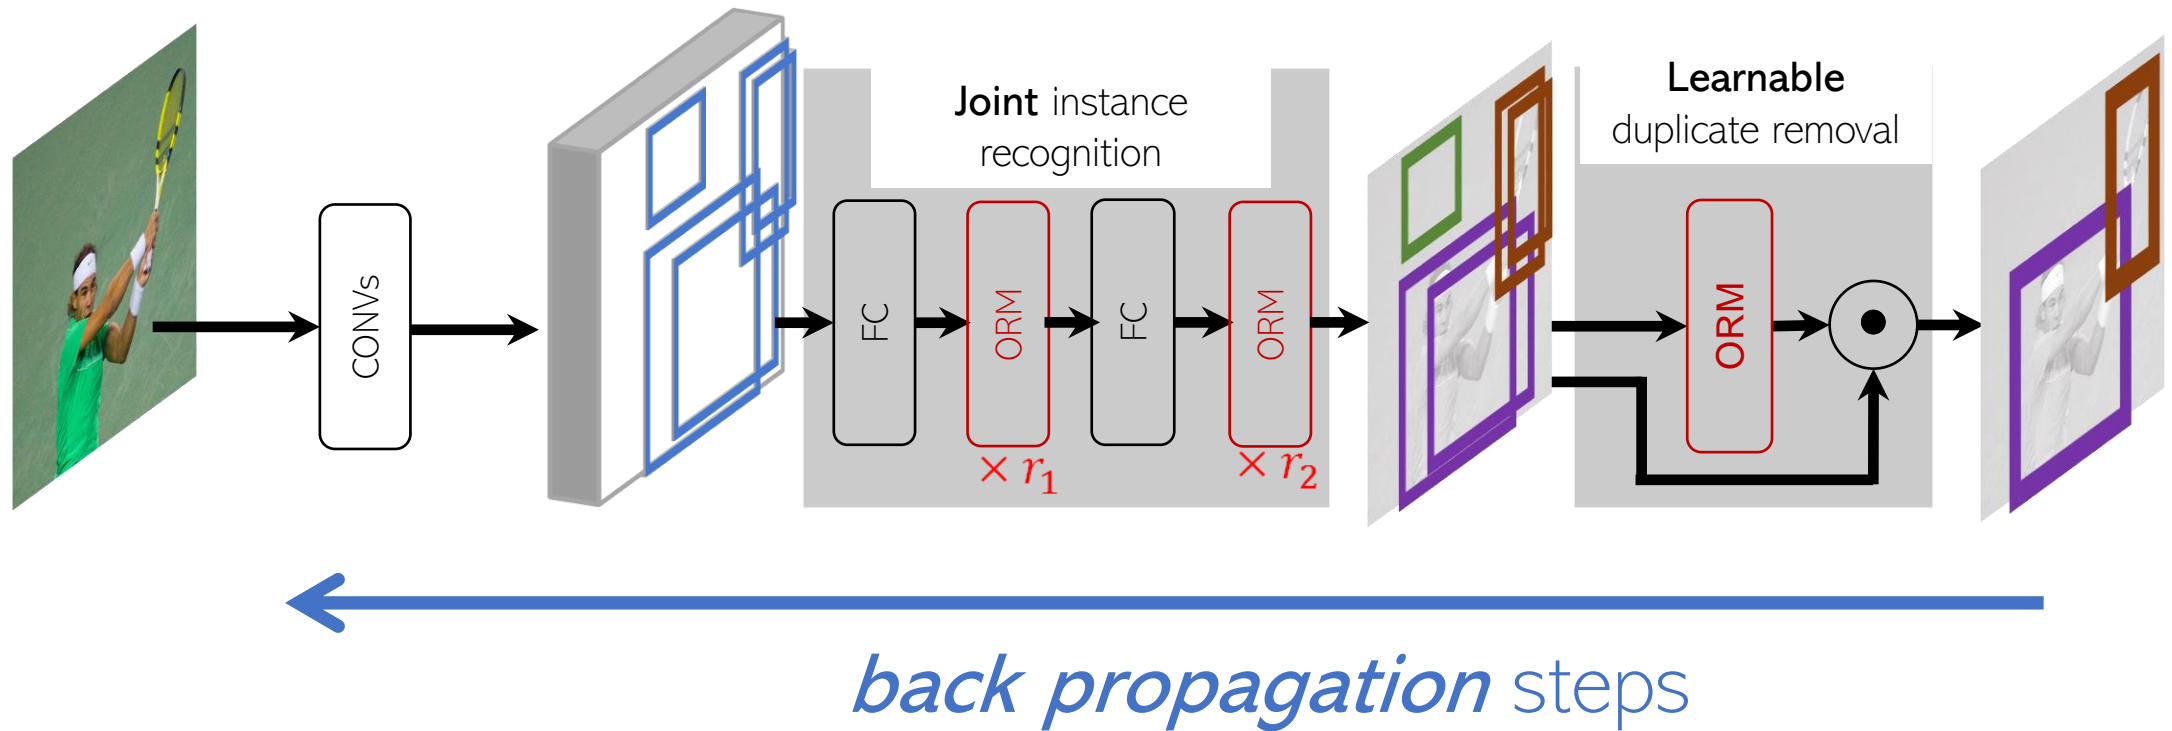 Joint instance
recognition
Learnable
duplicate removal
CONVs
FC
ORM
× r₁
FC
ORM
× r₂
ORM
back propagation steps